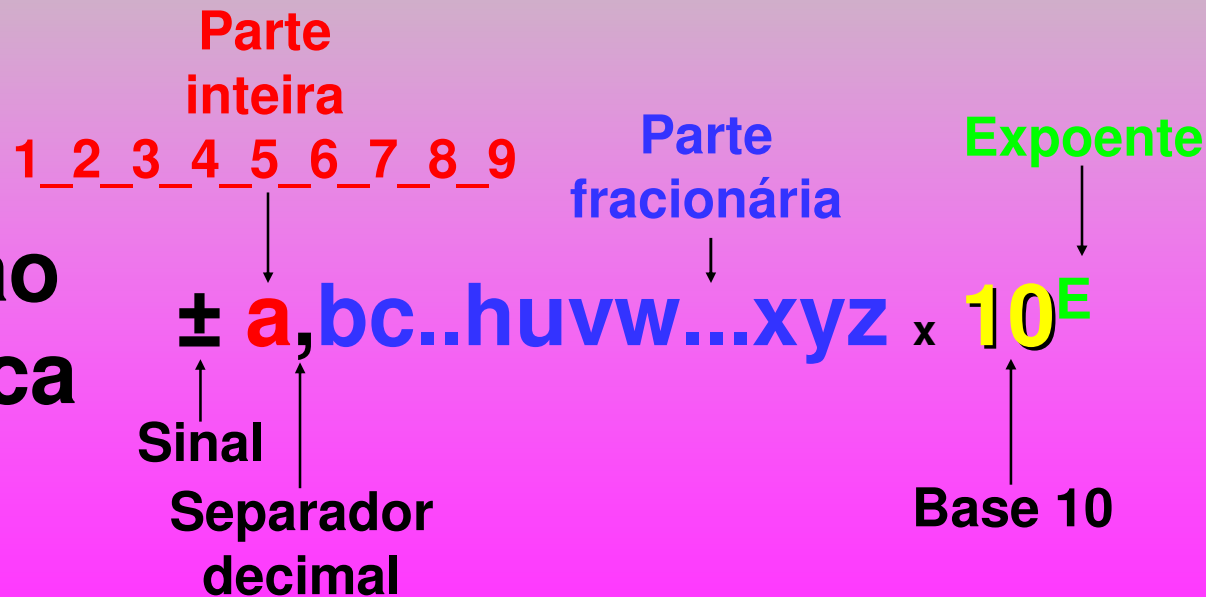 Parte
inteira
1_2_3_4_5_6_7_8_9
Parte
fracionária
Expoente
± a,bc..huvw...xyz x 10ᴱ
Sinal
Separador
decimal
Base 10